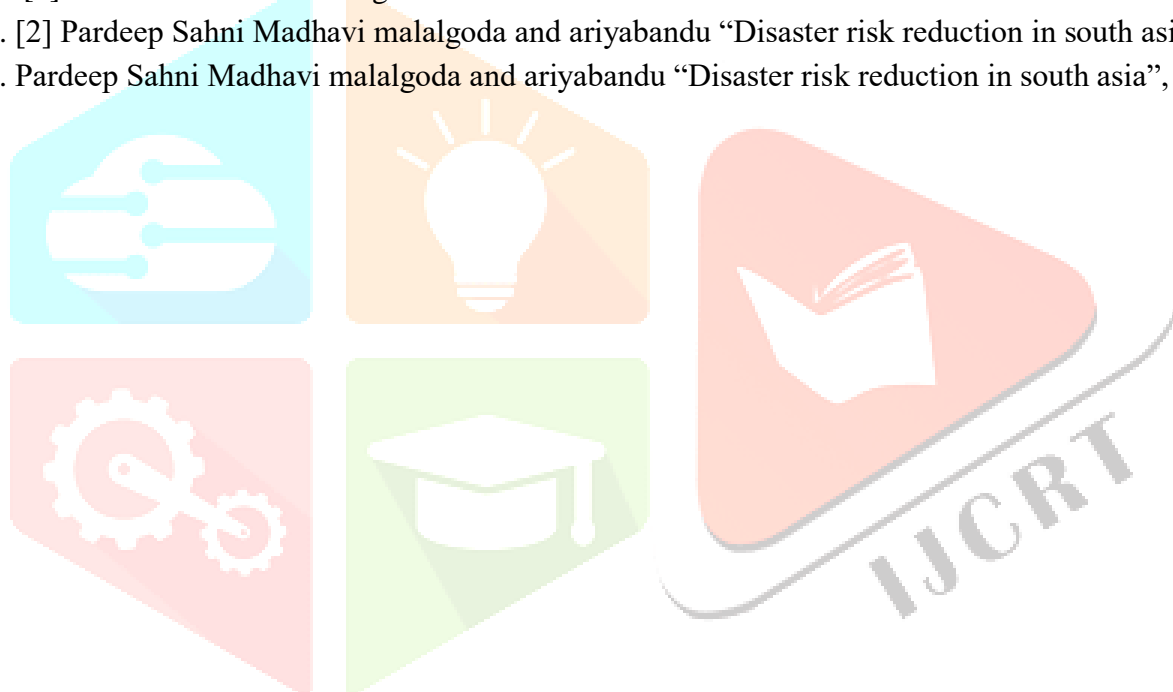 . [2] Pardeep Sahni Madhavi malalgoda and ariyabandu “Disaster risk reduction in south asi
. Pardeep Sahni Madhavi malalgoda and ariyabandu “Disaster risk reduction in south asia”,
IJCRT